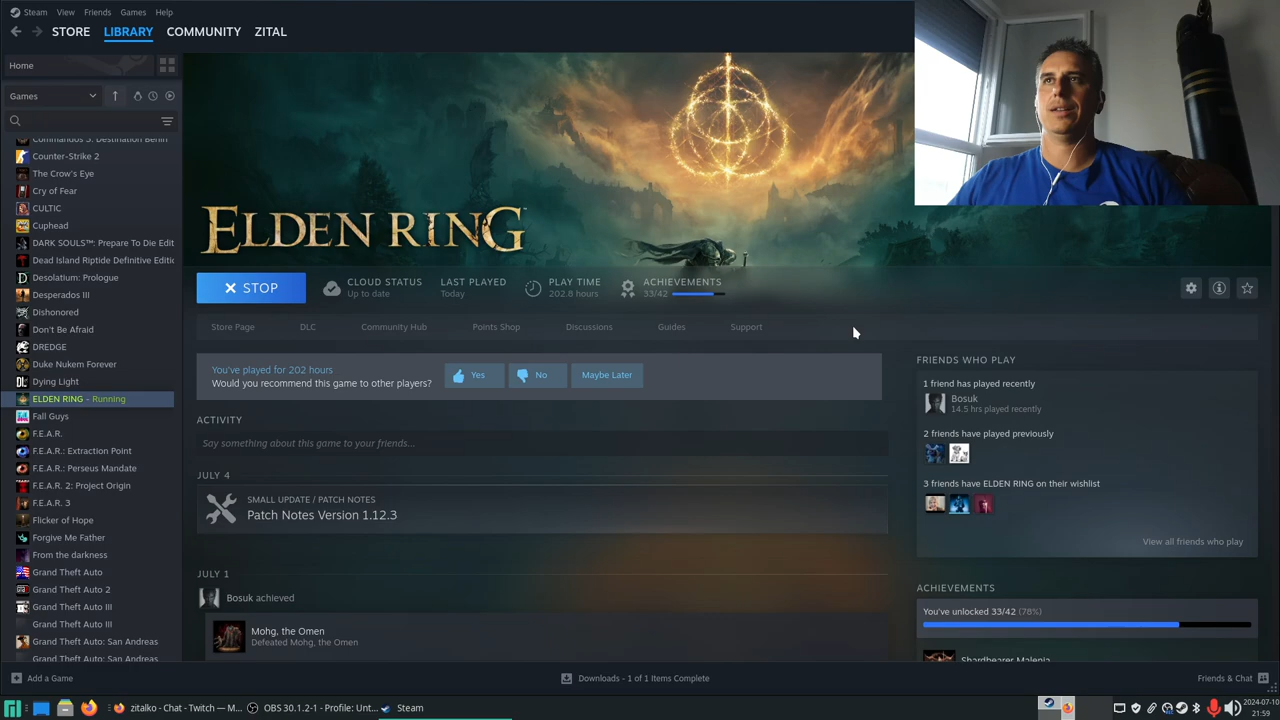 Steam View Friends Games Help
STORE LIBRARY COMMUNITY ZITAL
Home
Games
Counter-Strike 2
The Crow's Eye
Cry of Fear
CULTIC
Cuphead
DARK SOULS™: Prepare To Die Edit
Dead Island Riptide Definitive Editio
Desolatium: Prologue
Desperados III
Dishonored
Don't Be Afraid
DREDGE
Duke Nukem Forever
Dying Light
ELDEN RING - Running
Fall Guys
F.E.A.R.
F.E.A.R.: Extraction Point
F.E.A.R.: Perseus Mandate
F.E.A.R. 2: Project Origin
F.E.A.R. 3
Flicker of Hope
Forgive Me Father
From the darkness
Grand Theft Auto
Grand Theft Auto 2
Grand Theft Auto III
Grand Theft Auto III
Grand Theft Auto: San Andreas
Grand Theft Auto: San Andreas
Add a Game
ELDEN RING™
STOP
CLOUD STATUS
Up to date
LAST PLAYED
Today
PLAY TIME
202.8 hours
ACHIEVEMENTS
33/42
Store Page DLC Community Hub Points Shop Discussions Guides Support
You've played for 202 hours
Would you recommend this game to other players?
Yes No Maybe Later
ACTIVITY
Say something about this game to your friends...
JULY 4
SMALL UPDATE / PATCH NOTES
Patch Notes Version 1.12.3
JULY 1
Bosuk achieved
Mohg, the Omen
Defeated Mohg, the Omen
FRIENDS WHO PLAY
1 friend has played recently
Bosuk
14.5 hrs played recently
2 friends have played previously
3 friends have ELDEN RING on their wishlist
View all friends who play
ACHIEVEMENTS
You've unlocked 33/42 (78%)
Shardbearer Malenia
Downloads - 1 of 1 Items Complete
Friends & Chat
zitalko - Chat - Twitch — M...
OBS 30.1.2-1 - Profile: Unt...
Steam
2024-07-10
21:59